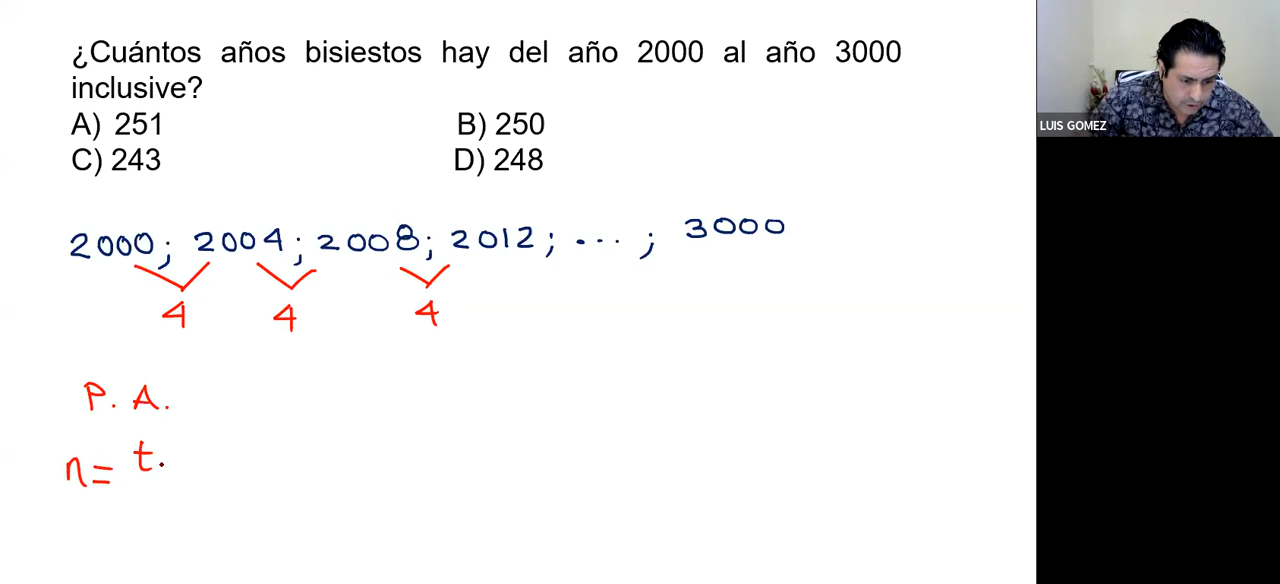 ¿Cuántos años bisiestos hay del año 2000 al año 3000
inclusive?
A) 251 B) 250
C) 243 D) 248
2000; 2004; 2008; 2012; ...; 3000
4 4 4
P. A.
n= t.
LUIS GOMEZ